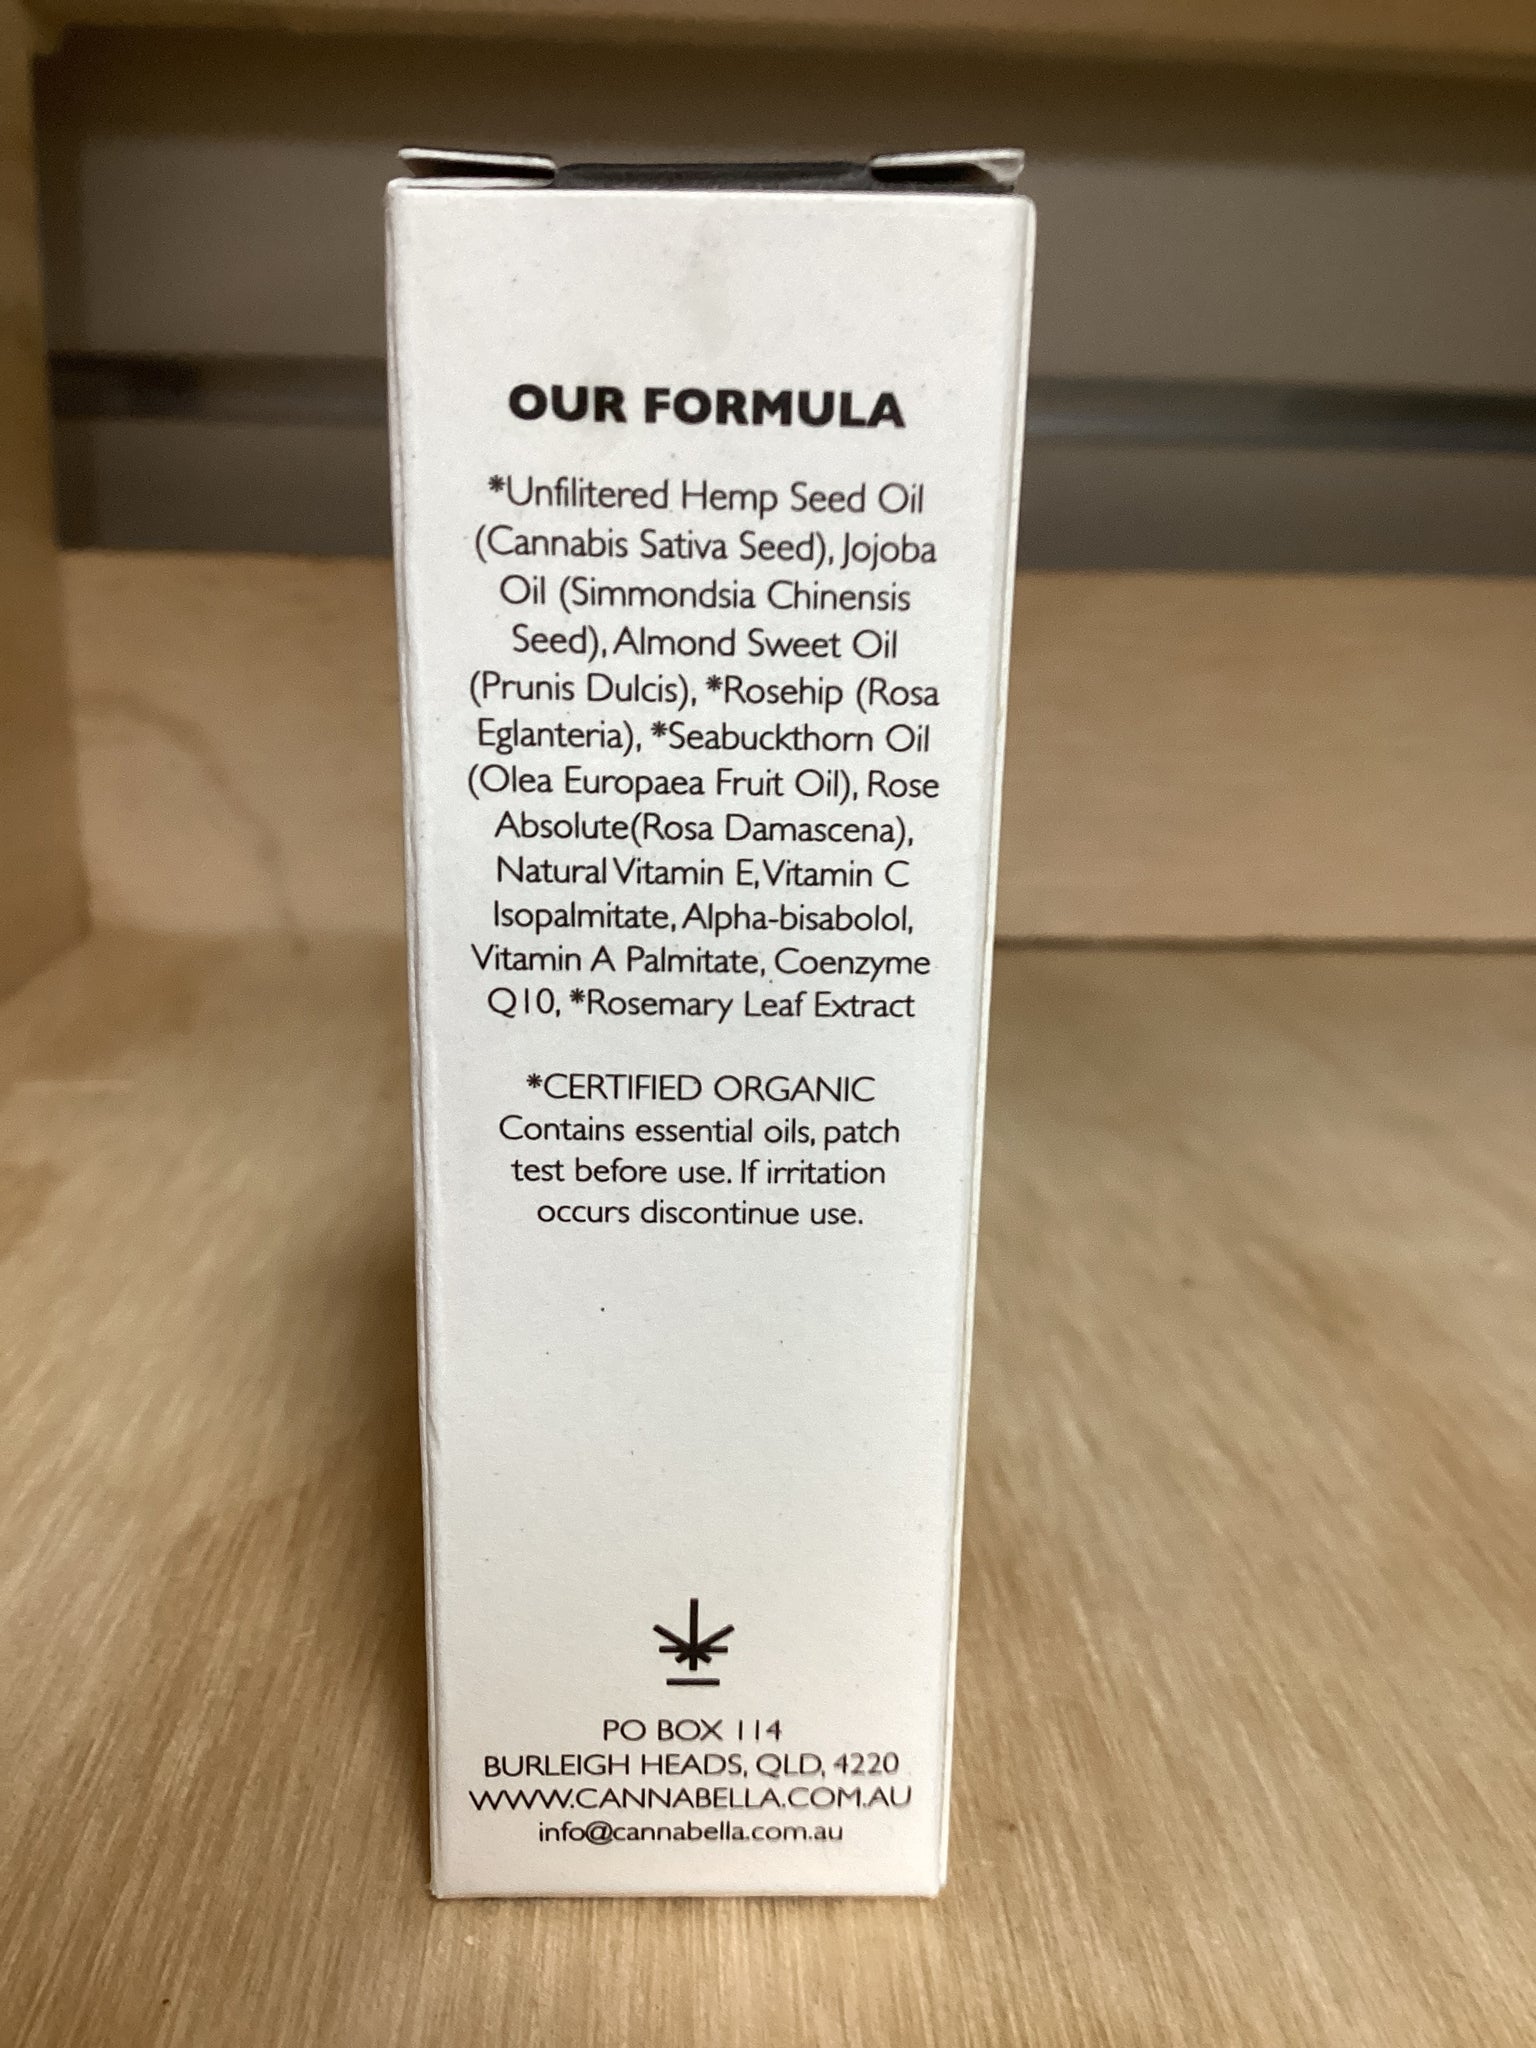 OUR FORMULA
*Unfilitered Hemp Seed Oil
(Cannabis Sativa Seed), Jojoba
Oil (Simmondsia Chinensis
Seed), Almond Sweet Oil
(Prunis Dulcis), *Rosehip (Rosa
Eglanteria), *Seabuckthorn Oil
(Olea Europaea Fruit Oil), Rose
Absolute(Rosa Damascena),
Natural Vitamin E, Vitamin C
Isopalmitate, Alpha-bisabolol,
Vitamin A Palmitate, Coenzyme
Q10, *Rosemary Leaf Extract
*CERTIFIED ORGANIC
Contains essential oils, patch
test before use. If irritation
occurs discontinue use.
PO BOX 114
BURLEIGH HEADS, QLD, 4220
WWW.CANNABELLA.COM.AU
info@cannabella.com.au